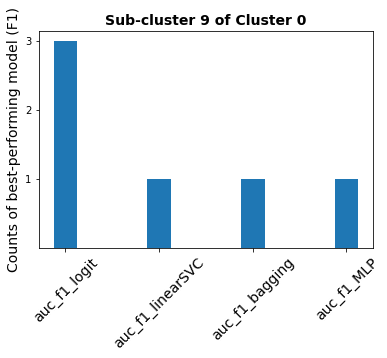 Sub-cluster 9 of Cluster 0
Counts of best-performing model (F1)
3
2
1
auc_f1_logit
auc_f1_linearSVC
auc_f1_bagging
auc_f1_MLP